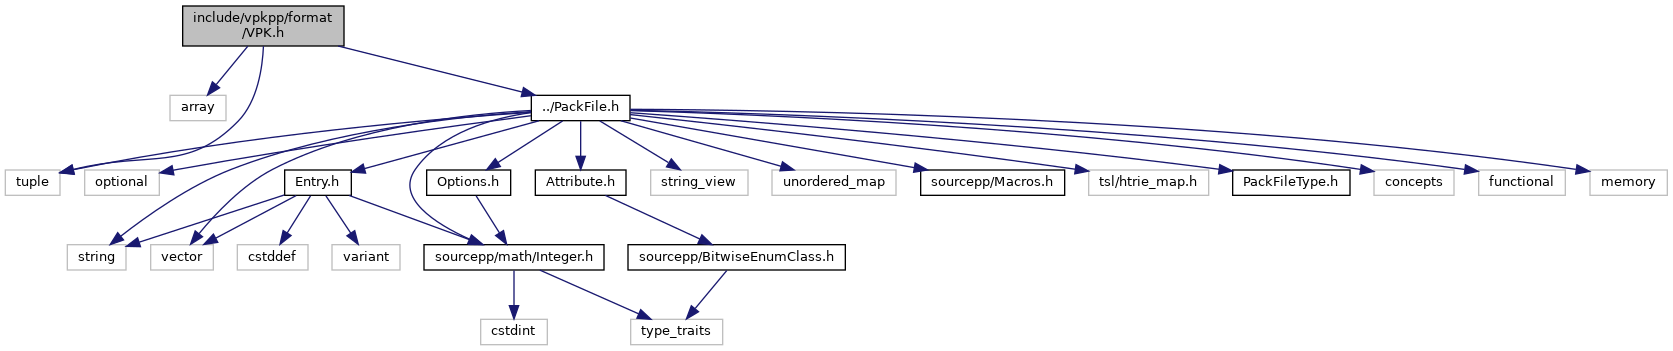 include/vpkpp/format
/VPK.h
array
../PackFile.h
tuple
optional
Entry.h
Options.h
Attribute.h
string_view
unordered_map
sourcepp/Macros.h
tsl/htrie_map.h
PackFileType.h
concepts
functional
memory
string
vector
cstddef
variant
sourcepp/math/Integer.h
sourcepp/BitwiseEnumClass.h
cstdint
type_traits